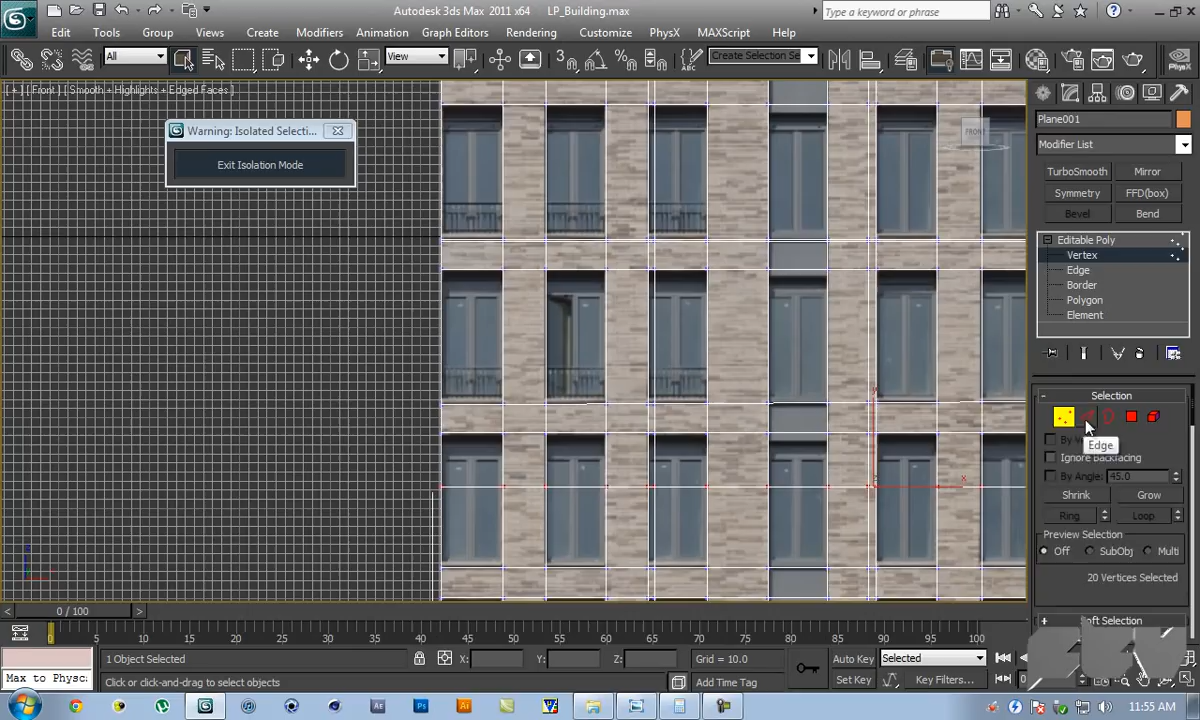 Autodesk 3ds Max 2011 x64 LP_Building.max
Type a keyword or phrase
Edit Tools Group Views Create Modifiers Animation Graph Editors Rendering Customize PhysX MAXScript Help
All
View
Create Selection Se
PhysX
[ + ] [ Front ] [ Smooth + Highlights + Edged Faces ]
Warning: Isolated Selecti...
Exit Isolation Mode
FRONT
Plane001
Modifier List
TurboSmooth Mirror
Symmetry FFD(box)
Bevel Bend
Editable Poly
Vertex
Edge
Border
Polygon
Element
Selection
Edge
Ignore Backfacing
By Angle: 45.0
Shrink Grow
Ring Loop
Preview Selection
Off SubObj Multi
20 Vertices Selected
Soft Selection
x
0 / 100
0 5 10 15 20 25 30 35 40 45 50 55 60 65 70 75 80 85 90 95 100
1 Object Selected X: Y: Z: Grid = 10.0 Auto Key Selected
Max to Physc Click or click-and-drag to select objects Add Time Tag Set Key Key Filters...
11:55 AM